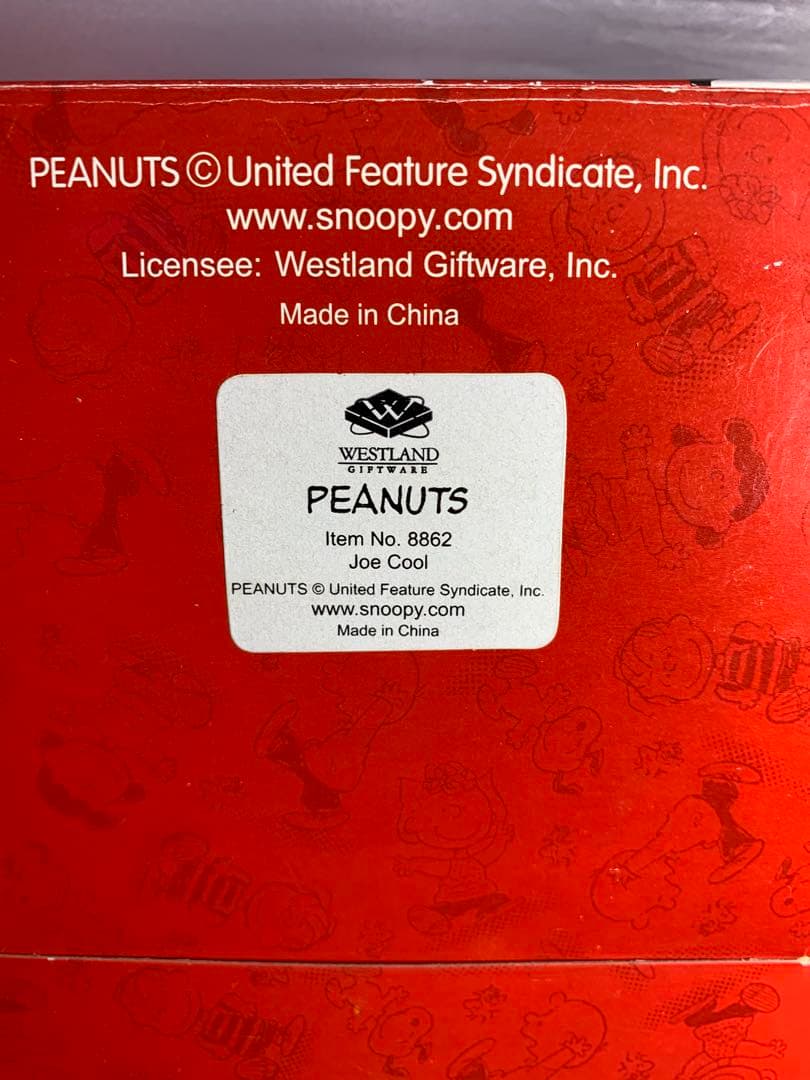 PEANUTS © United Feature Syndicate, Inc.
www.snoopy.com
Licensee: Westland Giftware, Inc.
Made in China
W
WESTLAND
GIFTWARE
PEANUTS
Item No. 8862
Joe Cool
PEANUTS © United Feature Syndicate, Inc.
www.snoopy.com
Made in China